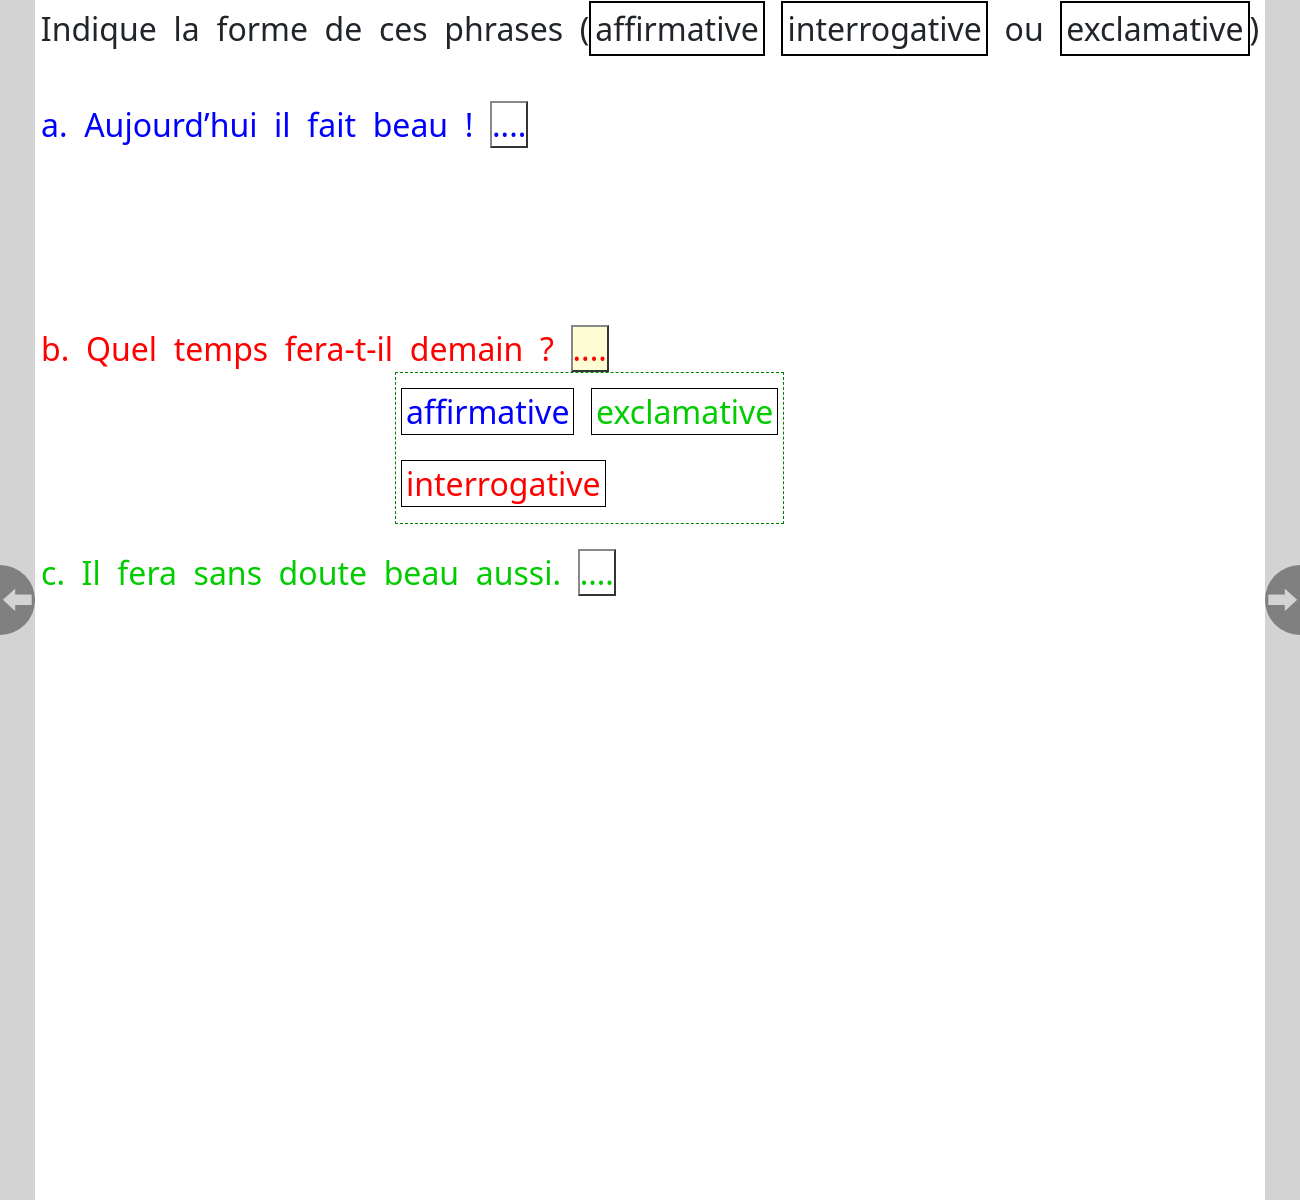 Indique la forme de ces phrases (affirmative interrogative ou exclamative)
a. Aujourd’hui il fait beau ! ....
b. Quel temps fera-t-il demain ? ....
affirmative exclamative
interrogative
c. Il fera sans doute beau aussi. ....